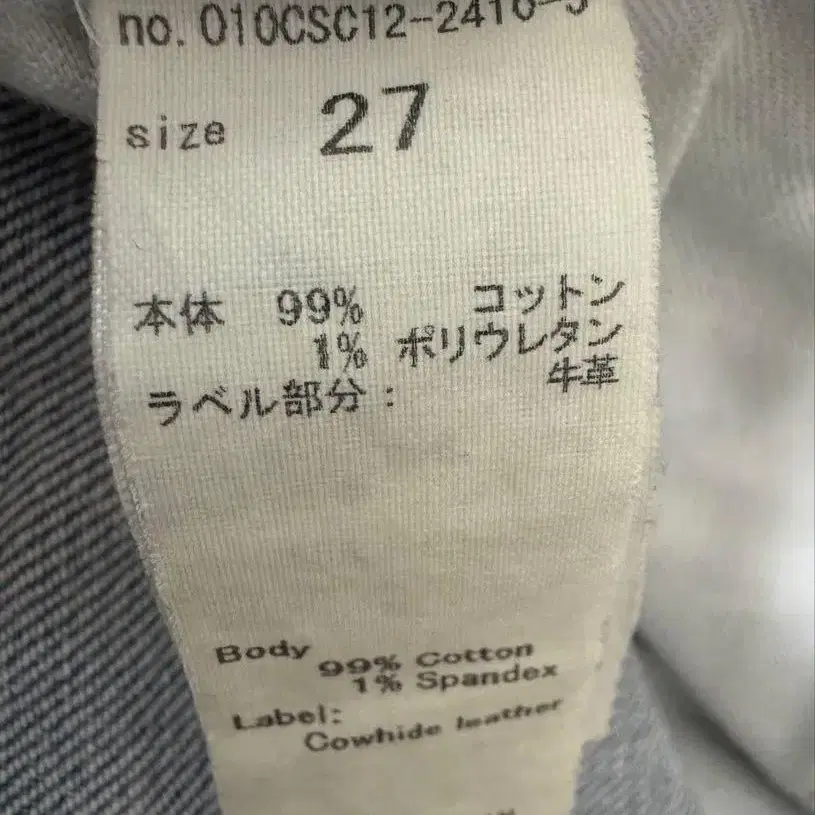 no. 010CSC12-2410-5
size 27
本体 99% コットン
1% ポリウレタン
ラベル部分: 牛革
Body
99% Cotton
1% Spandex
Label:
Cowhide leather